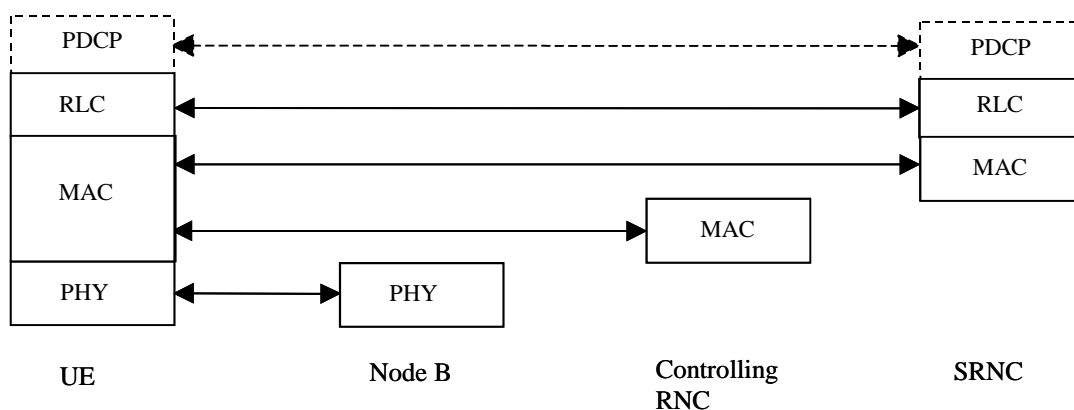 PDCP
PDCP
RLC
RLC
MAC
MAC
MAC
PHY
PHY
UE
Node B
Controlling
RNC
SRNC